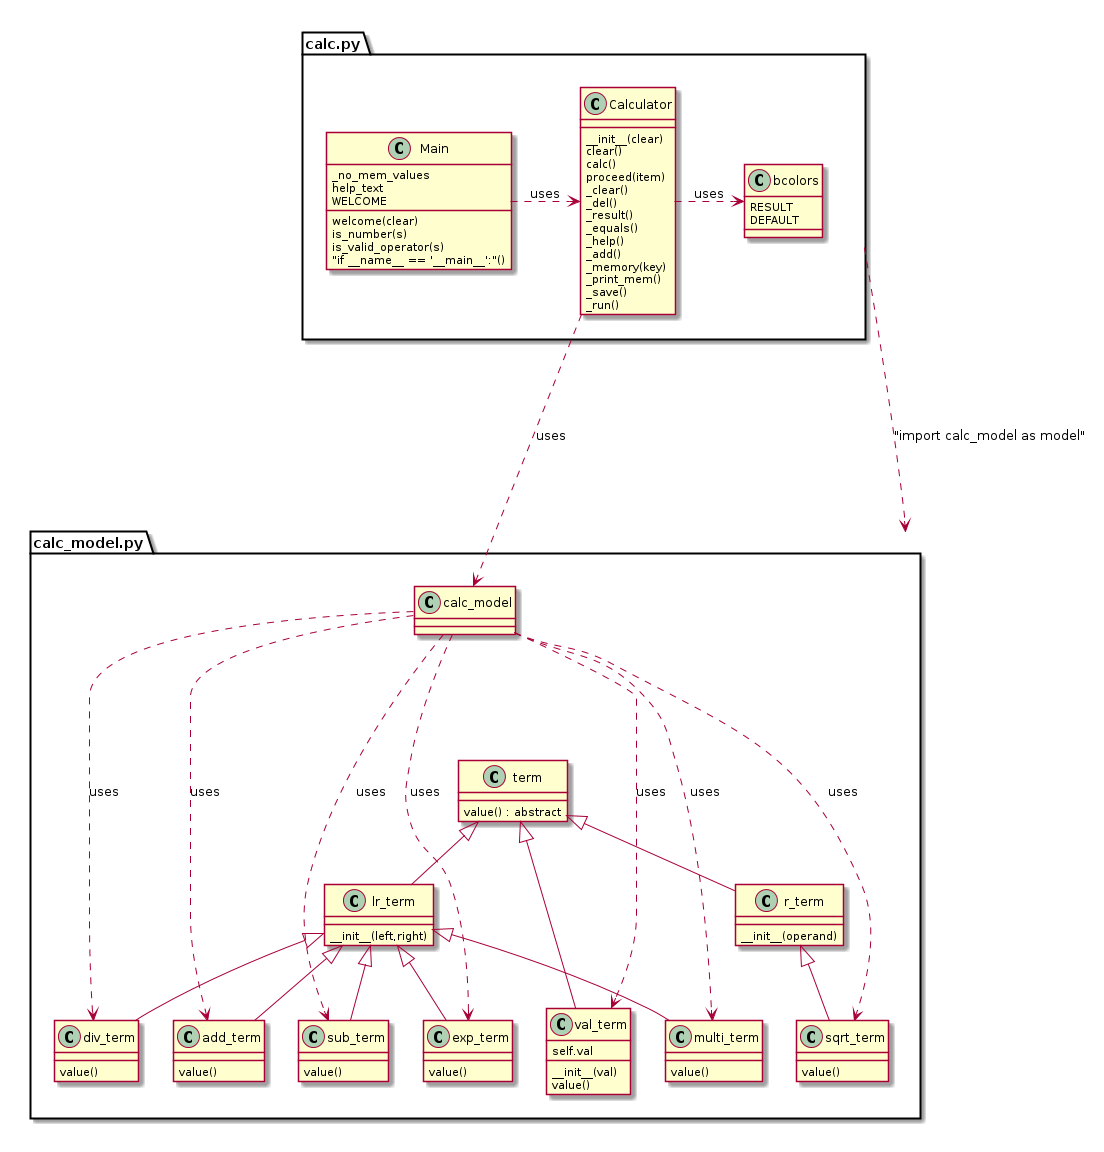 calc.py
C Calculator
__init__(clear)
clear()
calc()
proceed(item)
_clear()
_del()
_result()
_equals()
_help()
_add()
_memory(key)
_print_mem()
_save()
_run()
C Main
_no_mem_values
help_text
WELCOME
welcome(clear)
is_number(s)
is_valid_operator(s)
"if __name__ == '__main__':"()
uses
uses
C bcolors
RESULT
DEFAULT
uses
"import calc_model as model"
calc_model.py
C calc_model
C term
value() : abstract
uses
uses
uses
uses
uses
uses
uses
C lr_term
__init__(left,right)
C r_term
__init__(operand)
C div_term
value()
C add_term
value()
C sub_term
value()
C exp_term
value()
C val_term
self.val
__init__(val)
value()
C multi_term
value()
C sqrt_term
value()